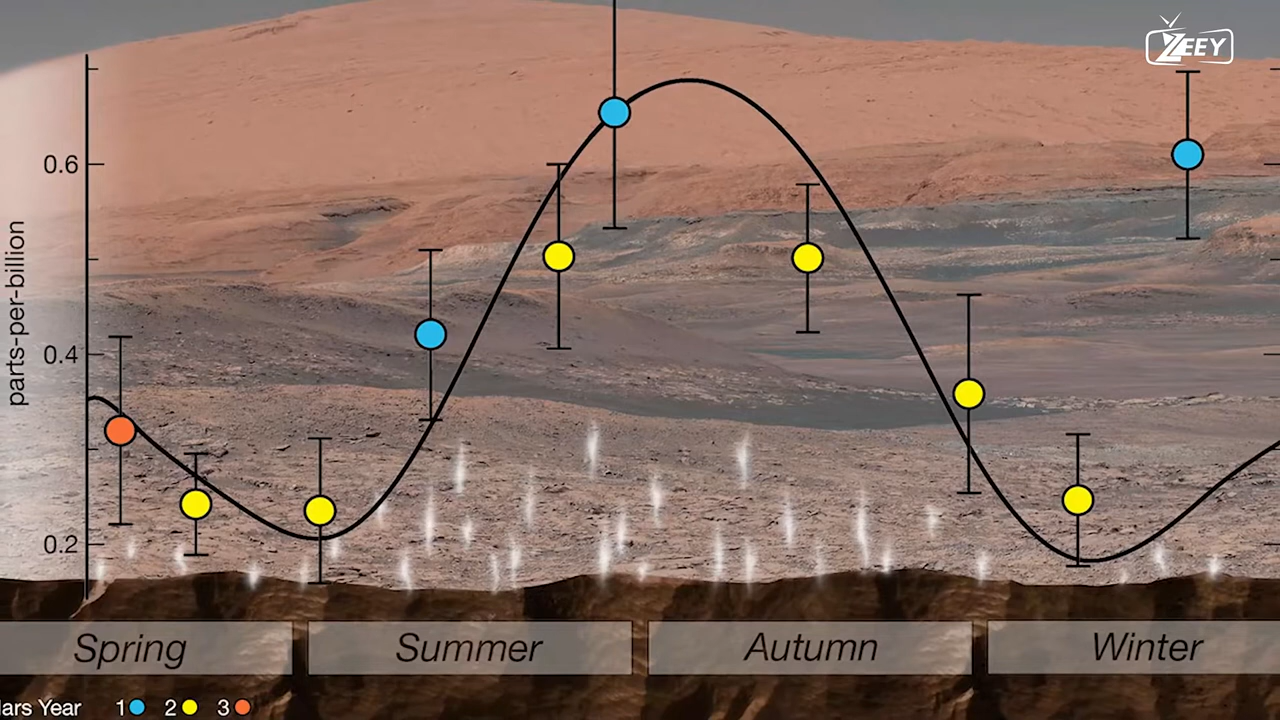 ZEEY
0.6
parts-per-billion
0.4
0.2
Spring Summer Autumn Winter
lars Year 1 2 3